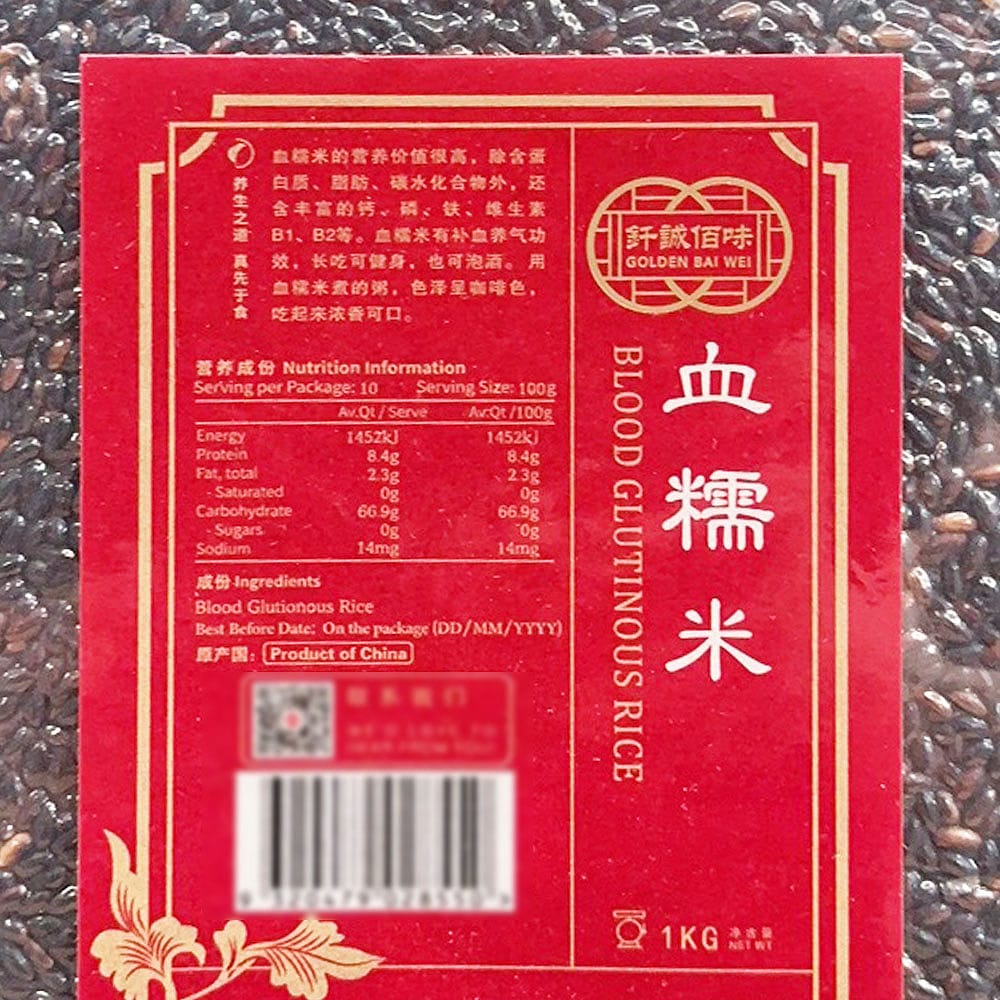 养生之道 真先于食
血糯米的营养价值很高，除含蛋
白质、脂肪、碳水化合物外，还
含丰富的钙、磷、铁、维生素
B1、B2等。血糯米有补血养气功
效，长吃可健身，也可泡酒。用
血糯米煮的粥，色泽呈咖啡色，
吃起来浓香可口。
营养成份 Nutrition Information
Serving per Package: 10 Serving Size: 100g
Av.Qt / Serve Av.Qt /100g
Energy 1452kJ 1452kJ
Protein 8.4g 8.4g
Fat, total 2.3g 2.3g
- Saturated 0g 0g
Carbohydrate 66.9g 66.9g
- Sugars 0g 0g
Sodium 14mg 14mg
成份 Ingredients
Blood Glutionous Rice
Best Before Date: On the package (DD/MM/YYYY)
原产国: Product of China
釬誠佰味
GOLDEN BAI WEI
血糯米
BLOOD GLUTINOUS RICE
1KG 净含量
NET WT